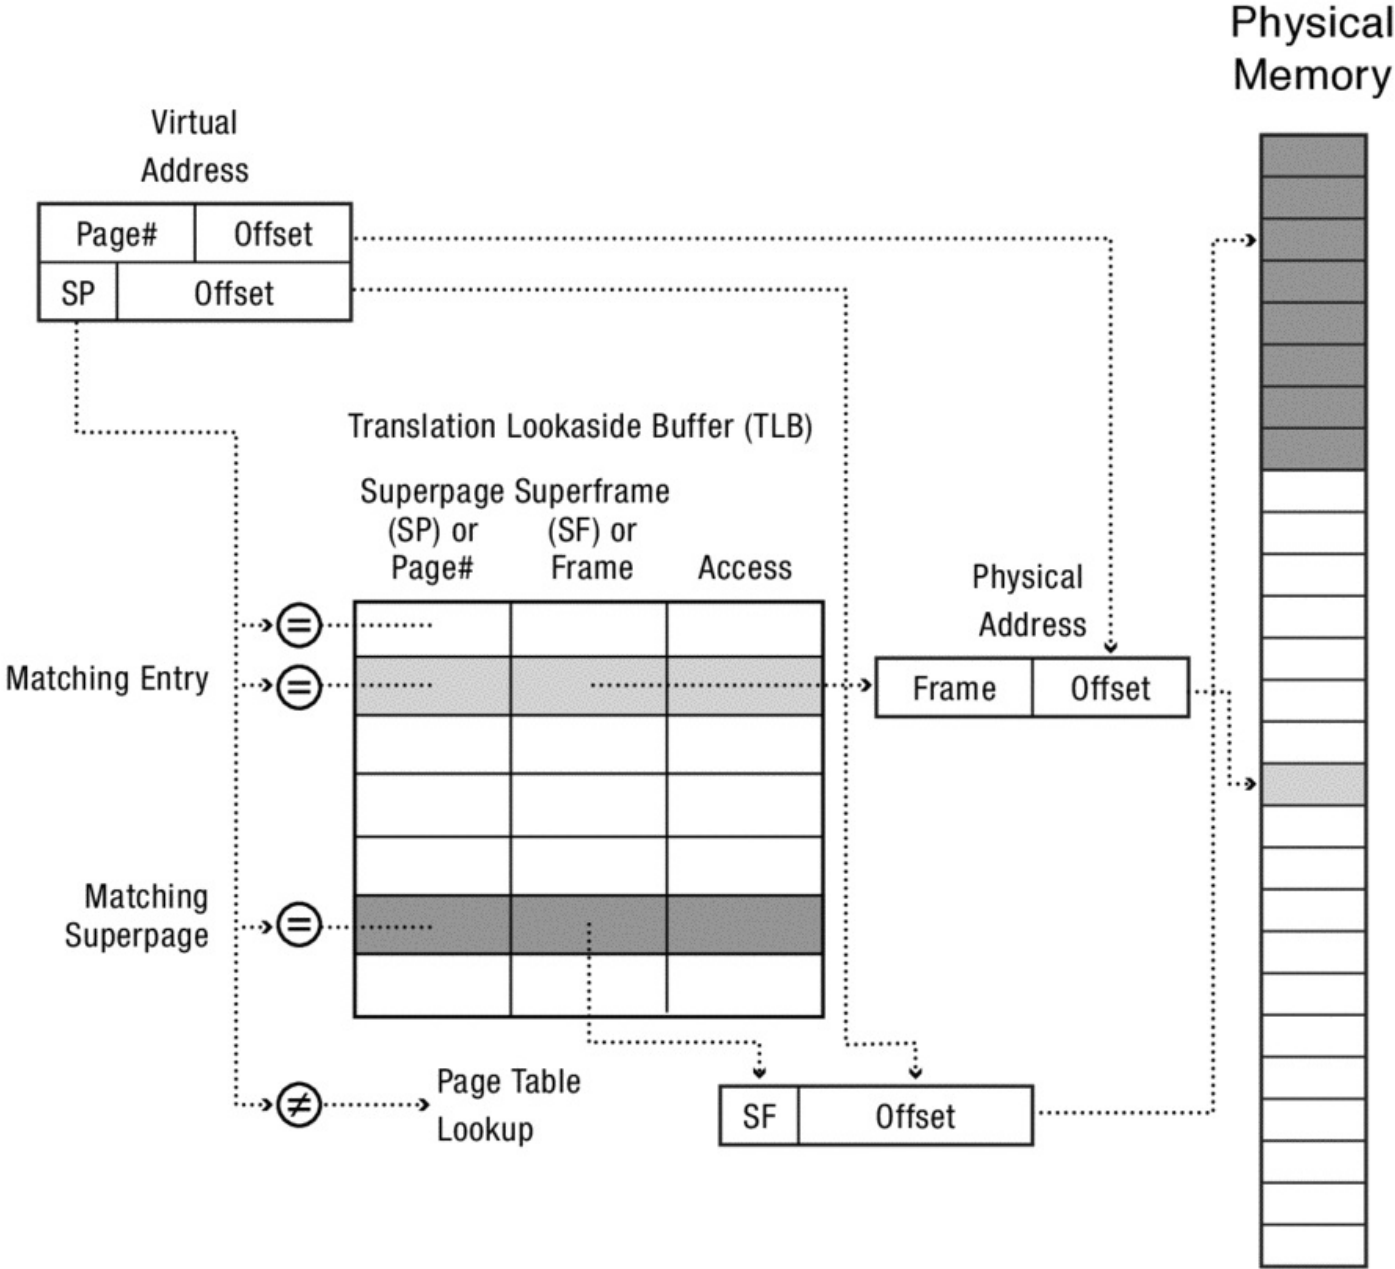 Physical
Memory
Virtual
Address
Page# Offset
SP Offset
Translation Lookaside Buffer (TLB)
Superpage Superframe
(SP) or (SF) or
Page# Frame Access
Physical
Address
=
Matching Entry = Frame Offset
Matching
Superpage =
Page Table
Lookup
≠
SF Offset